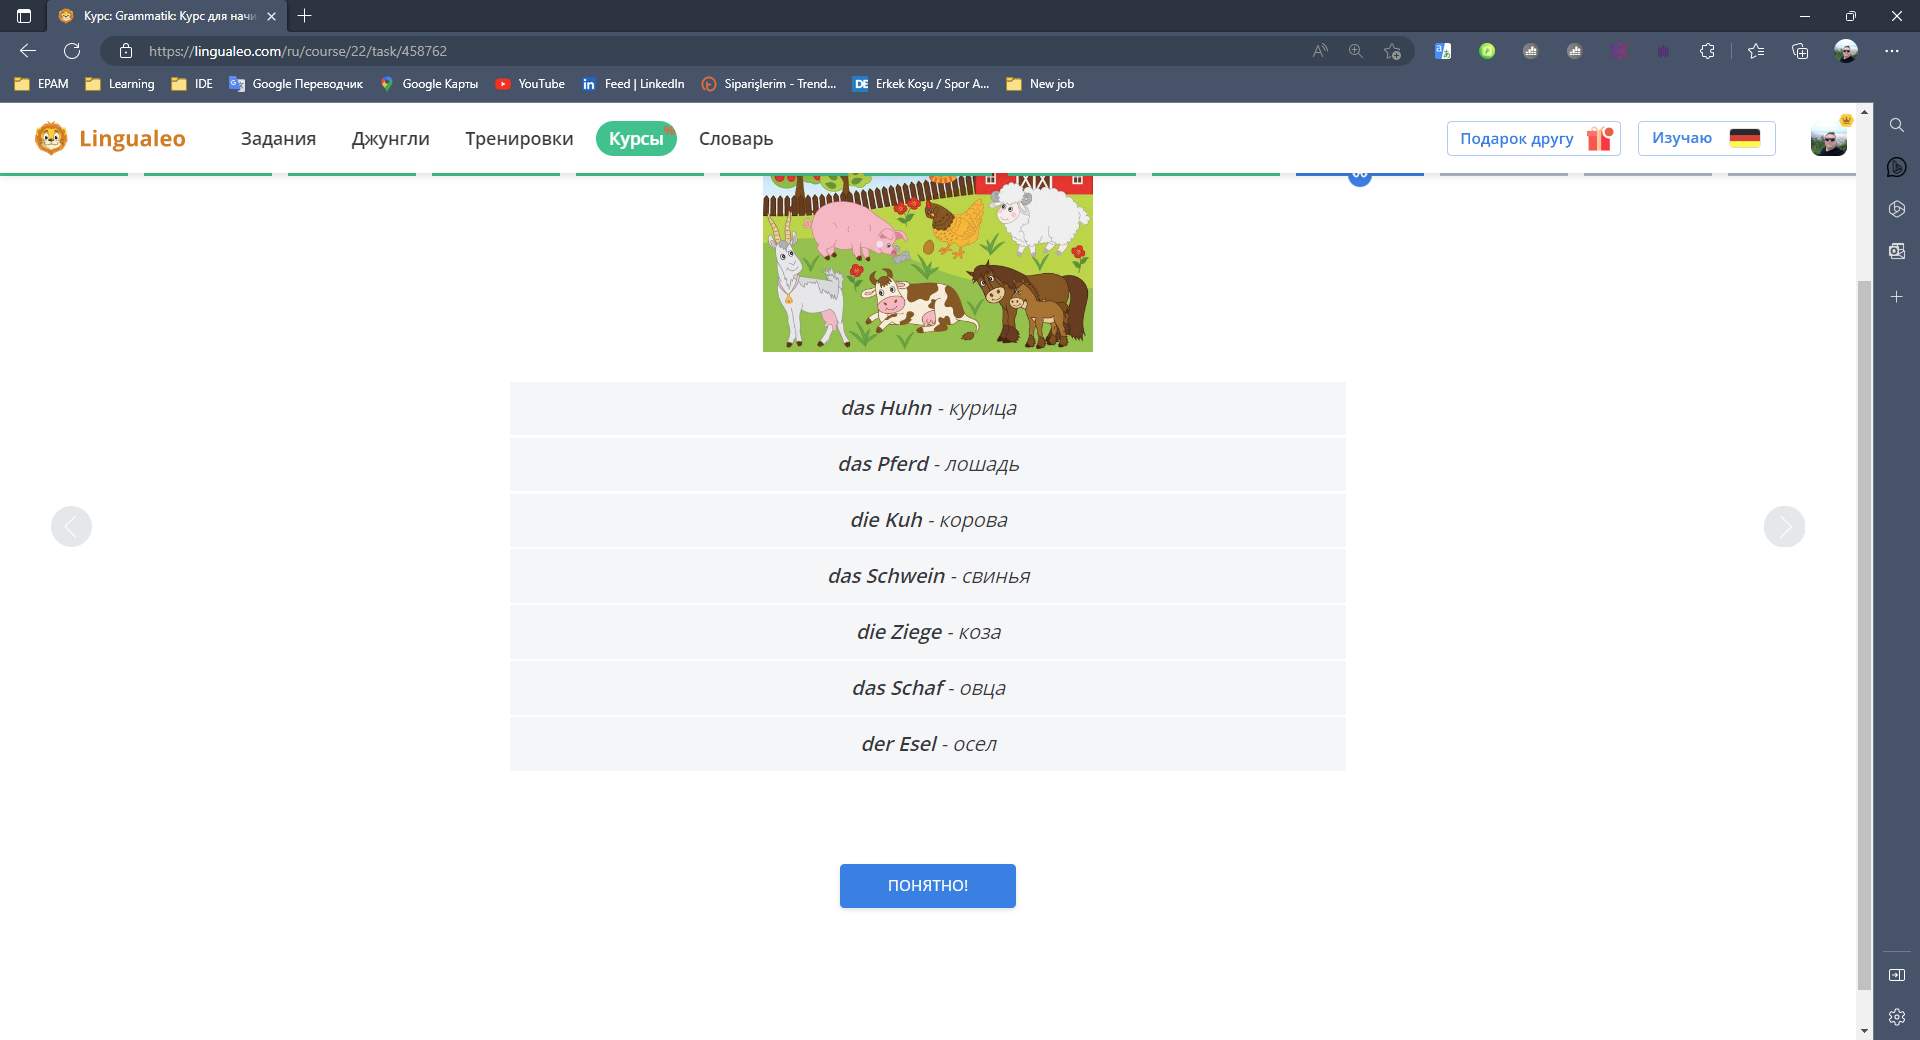 Курс: Grammatik: Курс для начи
https://lingualeo.com/ru/course/22/task/458762
EPAM Learning IDE Google Переводчик Google Карты YouTube Feed | LinkedIn Siparişlerim - Trend... Erkek Koşu / Spor A... New job
Lingualeo Задания Джунгли Тренировки Курсы Словарь Подарок другу Изучаю
das Huhn - курица
das Pferd - лошадь
die Kuh - корова
das Schwein - свинья
die Ziege - коза
das Schaf - овца
der Esel - осел
ПОНЯТНО!